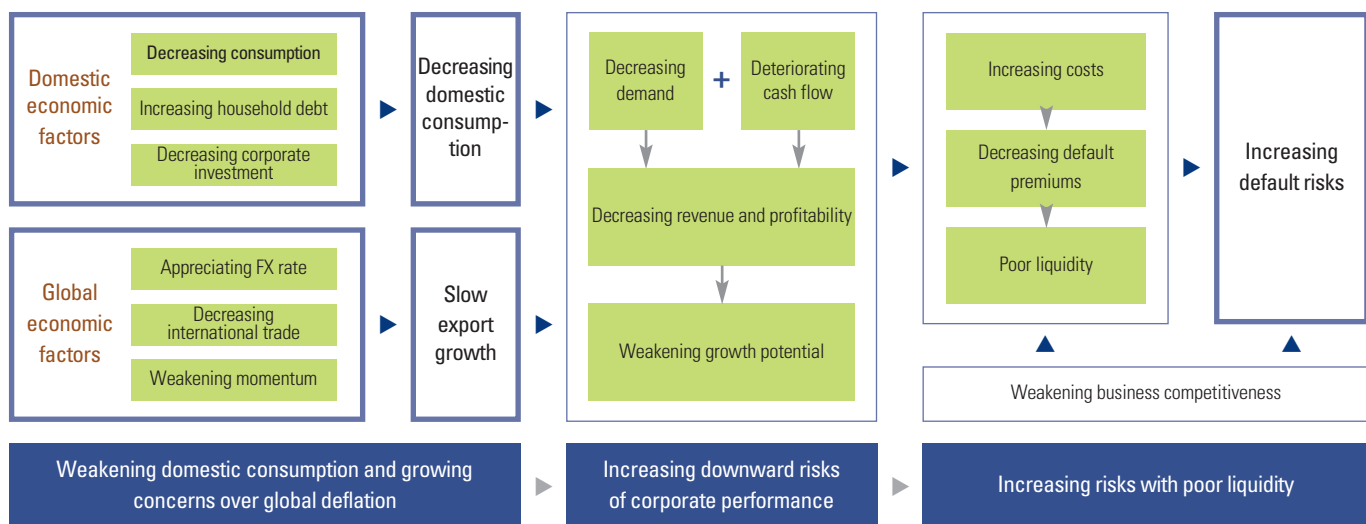 Domestic
economic
factors
Decreasing consumption
Increasing household debt
Decreasing corporate
investment
Decreasing
domestic
consump-
tion
Global
economic
factors
Appreciating FX rate
Decreasing
international trade
Weakening momentum
Slow
export
growth
Decreasing
demand
+
Deteriorating
cash flow
Decreasing revenue and profitability
Weakening growth potential
Increasing costs
Decreasing default
premiums
Poor liquidity
Increasing
default risks
Weakening business competitiveness
Weakening domestic consumption and growing
concerns over global deflation
Increasing downward risks
of corporate performance
Increasing risks with poor liquidity